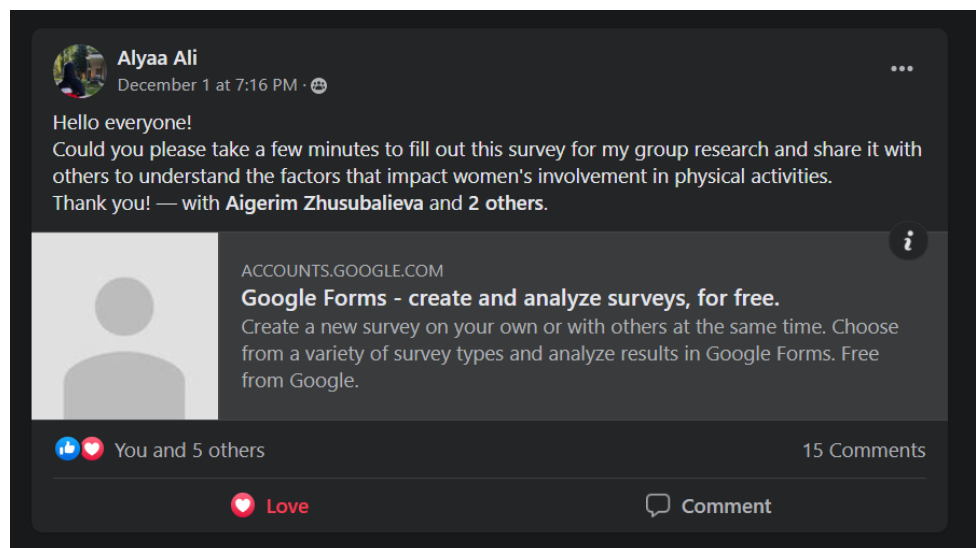 Alyaa Ali
December 1 at 7:16 PM ·
Hello everyone!
Could you please take a few minutes to fill out this survey for my group research and share it with
others to understand the factors that impact women's involvement in physical activities.
Thank you! — with Aigerim Zhusubalieva and 2 others.
ACCOUNTS.GOOGLE.COM
Google Forms - create and analyze surveys, for free.
Create a new survey on your own or with others at the same time. Choose
from a variety of survey types and analyze results in Google Forms. Free
from Google.
You and 5 others
15 Comments
Love
Comment